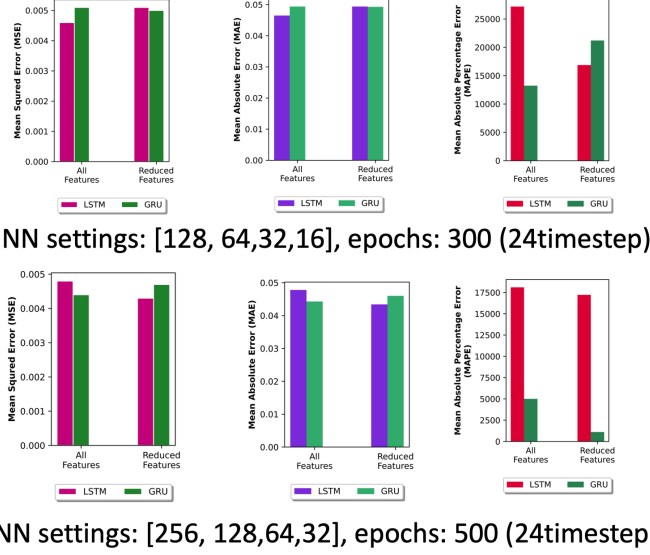 Mean Squred Error (MSE)
0.005
0.004
0.003
0.002
0.001
0.000
All Features
Reduced Features
LSTM GRU
Mean Absolute Error (MAE)
0.05
0.04
0.03
0.02
0.01
0.00
All Features
Reduced Features
LSTM GRU
Mean Absolute Percentage Error (MAPE)
25000
20000
15000
10000
5000
0
All Features
Reduced Features
LSTM GRU
NN settings: [128, 64,32,16], epochs: 300 (24timestep)
Mean Squred Error (MSE)
0.005
0.004
0.003
0.002
0.001
0.000
All Features
Reduced Features
LSTM GRU
Mean Absolute Error (MAE)
0.05
0.04
0.03
0.02
0.01
0.00
All Features
Reduced Features
LSTM GRU
Mean Absolute Percentage Error (MAPE)
17500
15000
12500
10000
7500
5000
2500
0
All Features
Reduced Features
LSTM GRU
NN settings: [256, 128,64,32], epochs: 500 (24timestep